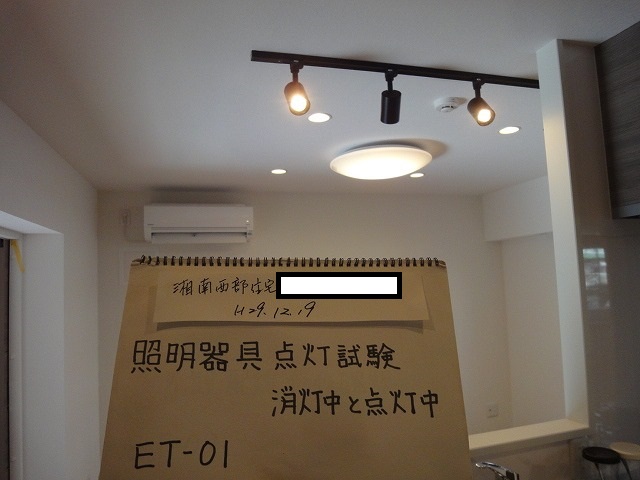 湘南西部住宅
H29.12.19
照明器具点灯試験
消灯中と点灯中
ET-01